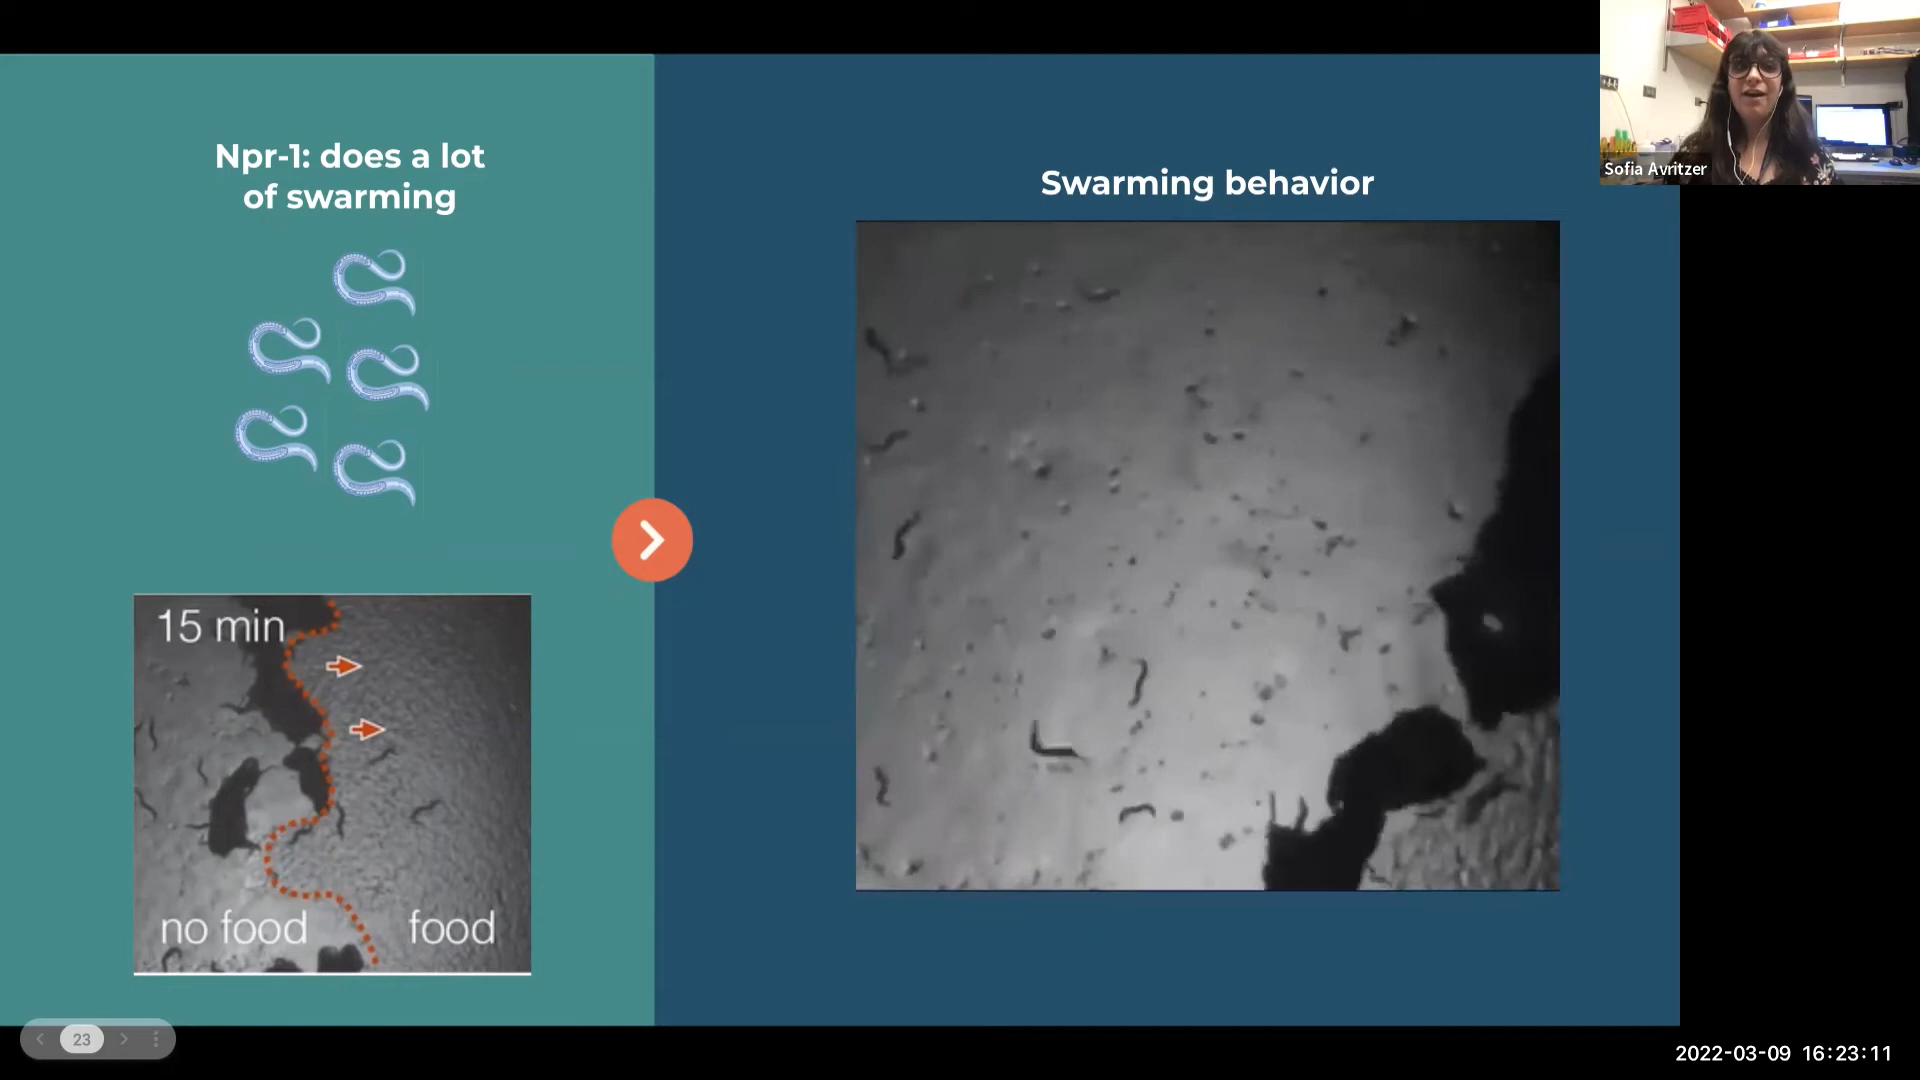 Npr-1: does a lot
of swarming
Swarming behavior
Sofia Avritzer
15 min
no food
food
23
2022-03-09 16:23:11